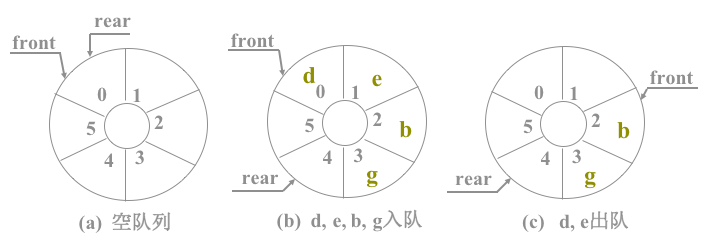 rear
front
0 1
5 2
4 3
(a) 空队列
front
d e
0 1
5 2 b
4 3
g
rear
(b) d, e, b, g入队
front
0 1
5 2 b
4 3
g
rear
(c) d, e出队